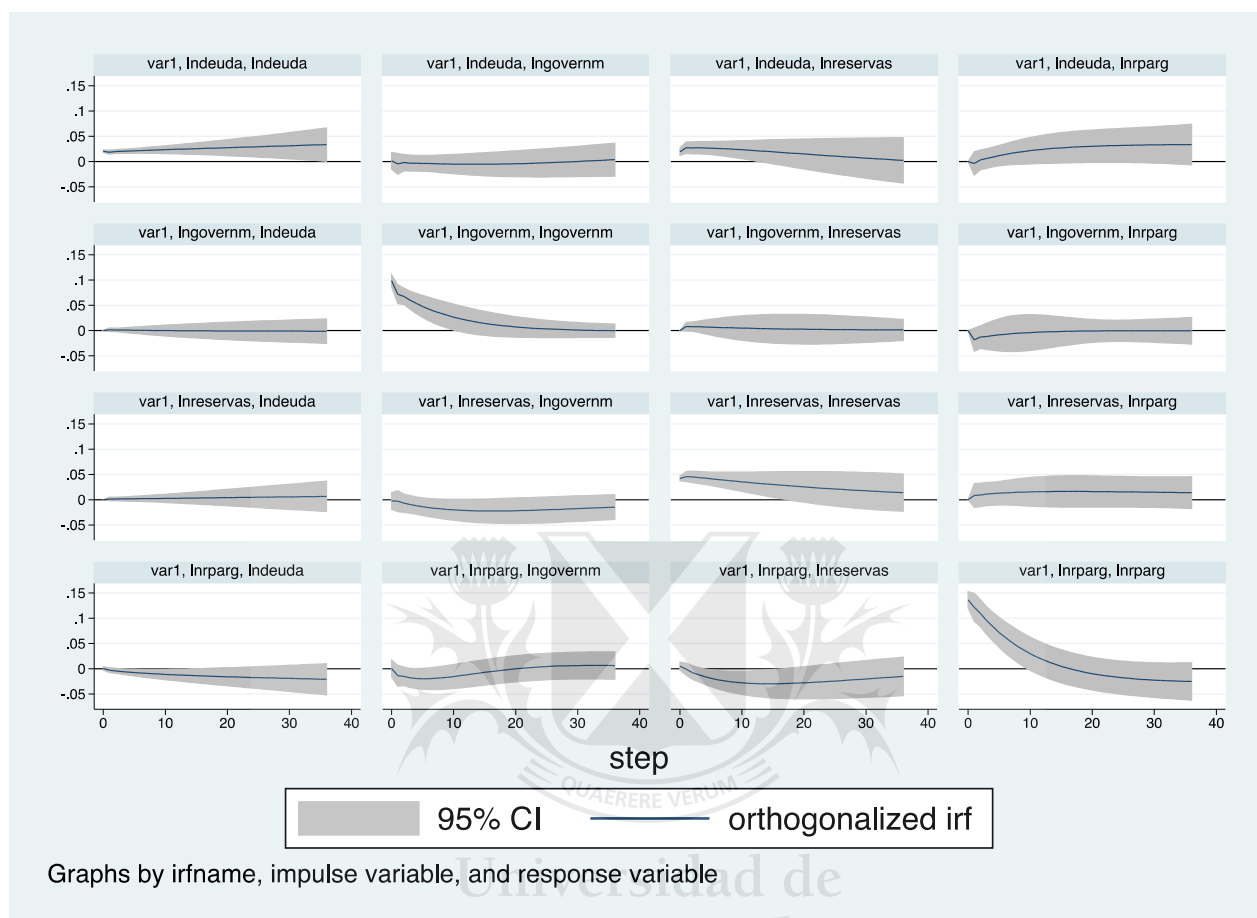 var1, lndeuda, lndeuda
var1, lndeuda, lngovernm
var1, lndeuda, lnreservas
var1, lndeuda, lnrparg
.15
.1
.05
0
-.05
var1, lngovernm, lndeuda
var1, lngovernm, lngovernm
var1, lngovernm, lnreservas
var1, lngovernm, lnrparg
.15
.1
.05
0
-.05
var1, lnreservas, lndeuda
var1, lnreservas, lngovernm
var1, lnreservas, lnreservas
var1, lnreservas, lnrparg
.15
.1
.05
0
-.05
var1, lnrparg, lndeuda
var1, lnrparg, lngovernm
var1, lnrparg, lnreservas
var1, lnrparg, lnrparg
.15
.1
.05
0
-.05
0 10 20 30 40
0 10 20 30 40
0 10 20 30 40
0 10 20 30 40
step
QUAERERE VERUM
95% CI
orthogonalized irf
Graphs by irfname, impulse variable, and response variable
Universidad de